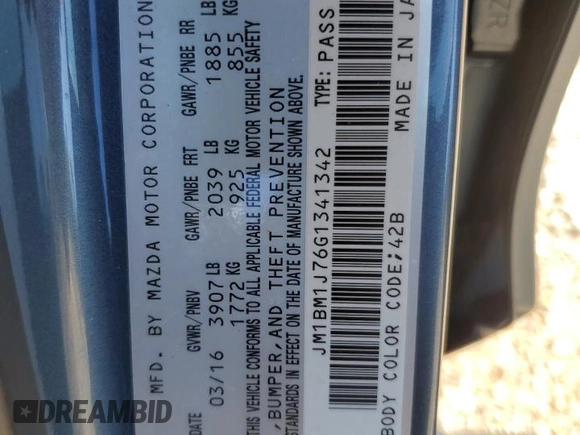 MFD. BY MAZDA MOTOR CORPORATION
GVWR/PNBV GAWR/PNBE FRT GAWR/PNBE RR
DATE
03/16 3907 LB 2039 LB 1885 LB
1772 KG 925 KG 855 KG
THIS VEHICLE CONFORMS TO ALL APPLICABLE FEDERAL MOTOR VEHICLE SAFETY
,BUMPER,AND THEFT PREVENTION
STANDARDS IN EFFECT ON THE DATE OF MANUFACTURE SHOWN ABOVE.
JM1BM1J76G1341342 TYPE: PASS
BODY COLOR CODE;42B MADE IN JA
ZR
DREAMBID